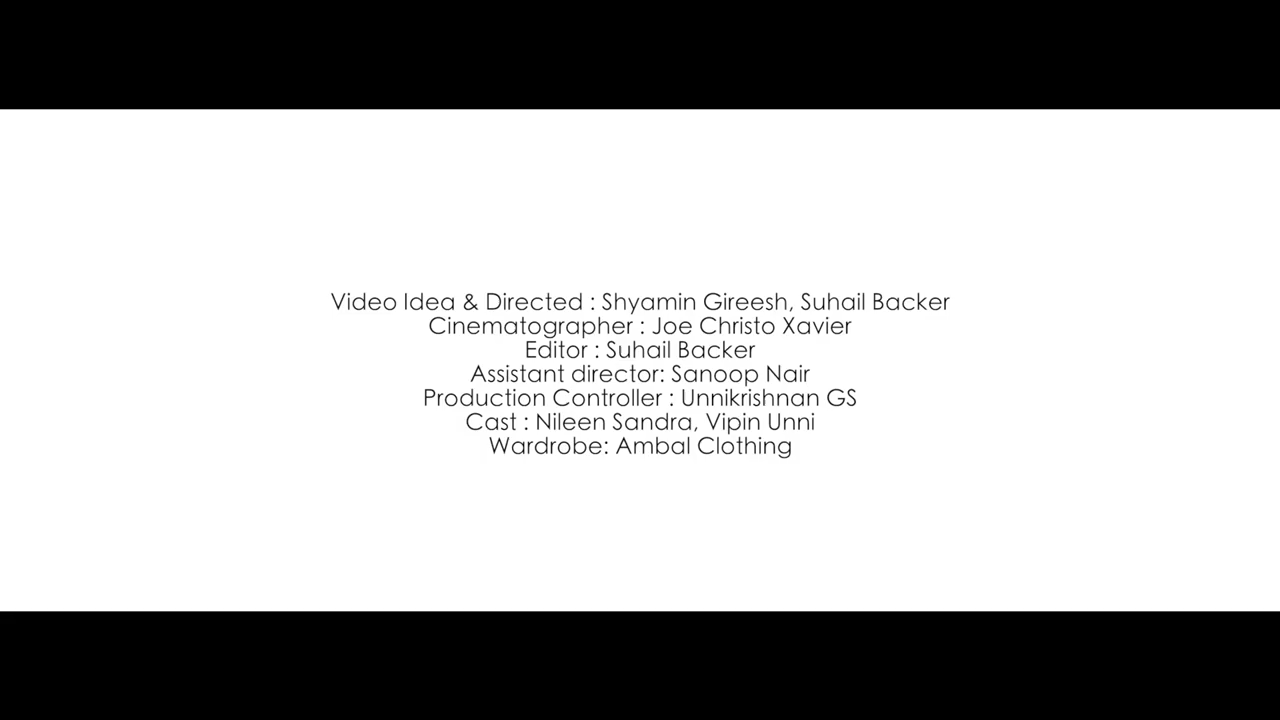 Video Idea & Directed : Shyamin Gireesh, Suhail Backer
Cinematographer : Joe Christo Xavier
Editor : Suhail Backer
Assistant director: Sanoop Nair
Production Controller : Unnikrishnan GS
Cast : Nileen Sandra, Vipin Unni
Wardrobe: Ambal Clothing